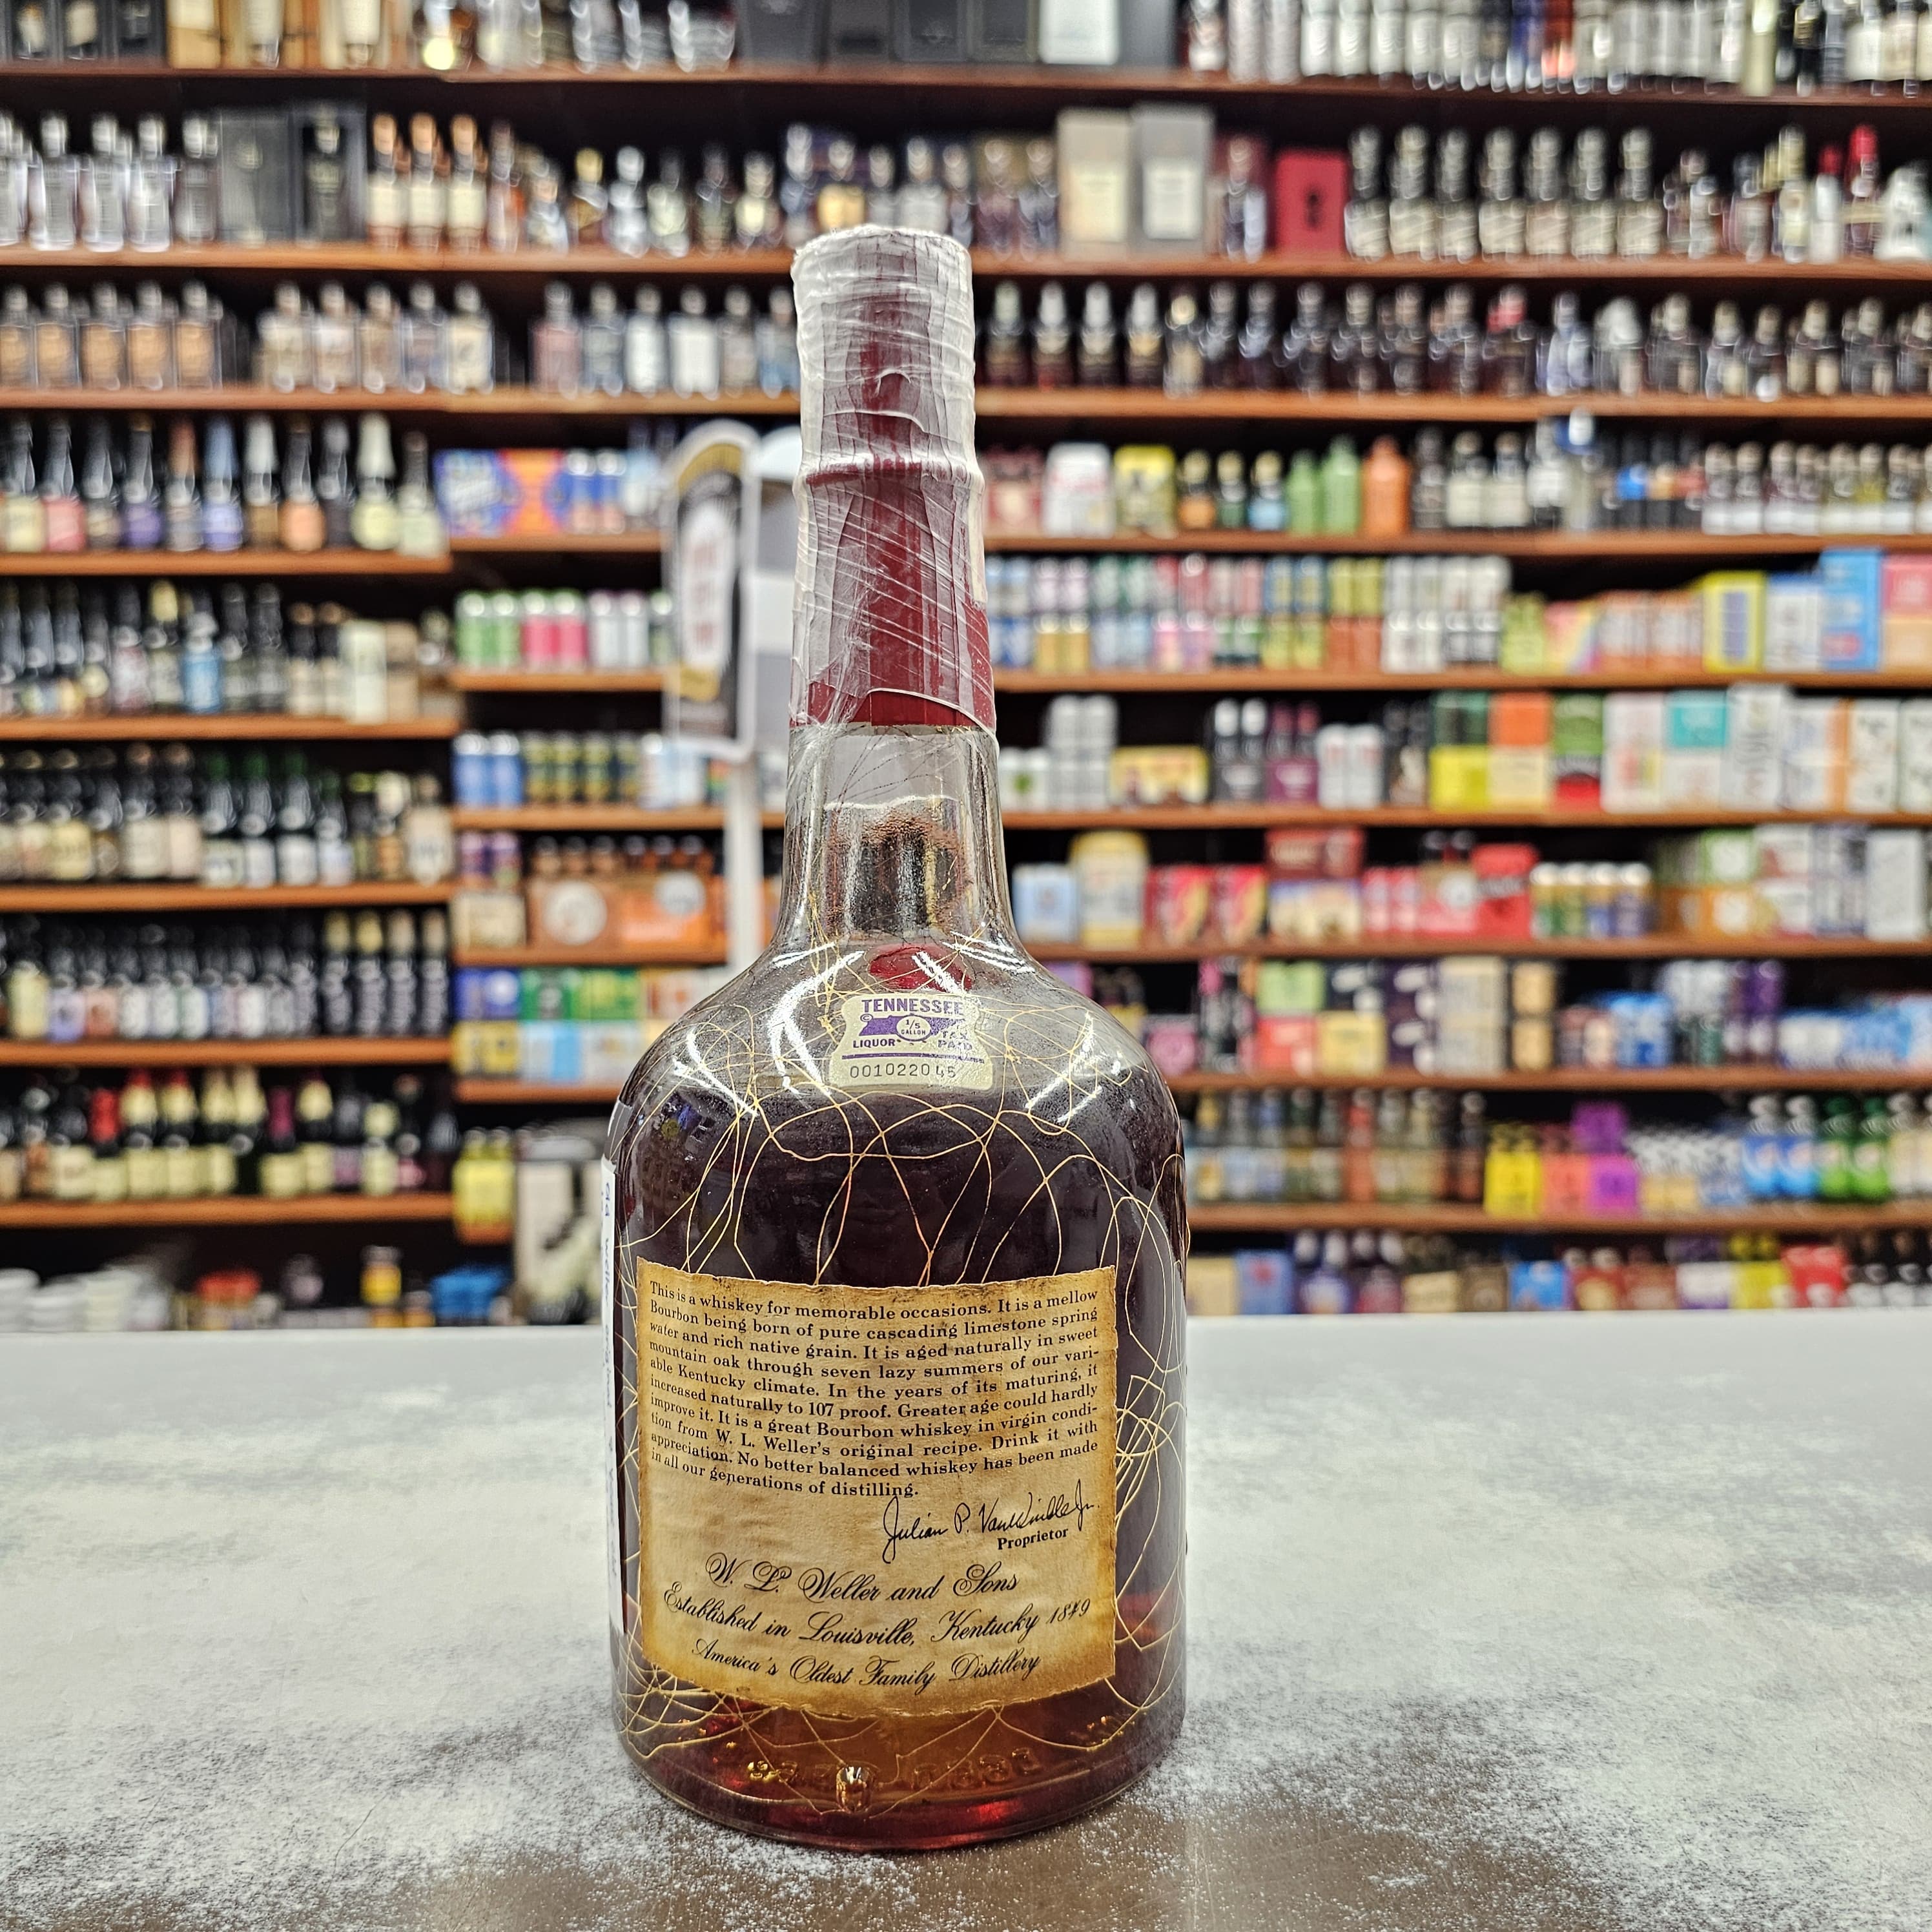 TENNESSEE
1/5
GALLON
LIQUOR TAX
PAID
001022045
This is a whiskey for memorable occasions. It is a mellow
Bourbon being born of pure cascading limestone spring
water and rich native grain. It is aged naturally in sweet
mountain oak through seven lazy summers of our vari-
able Kentucky climate. In the years of its maturing, it
increased naturally to 107 proof. Greater age could hardly
improve it. It is a great Bourbon whiskey in virgin condi-
tion from W. L. Weller's original recipe. Drink it with
appreciation. No better balanced whiskey has been made
in all our generations of distilling.
Julian P. VanWinkle Jr.
Proprietor
W. L. Weller and Sons
Established in Louisville, Kentucky 1849
America's Oldest Family Distillery